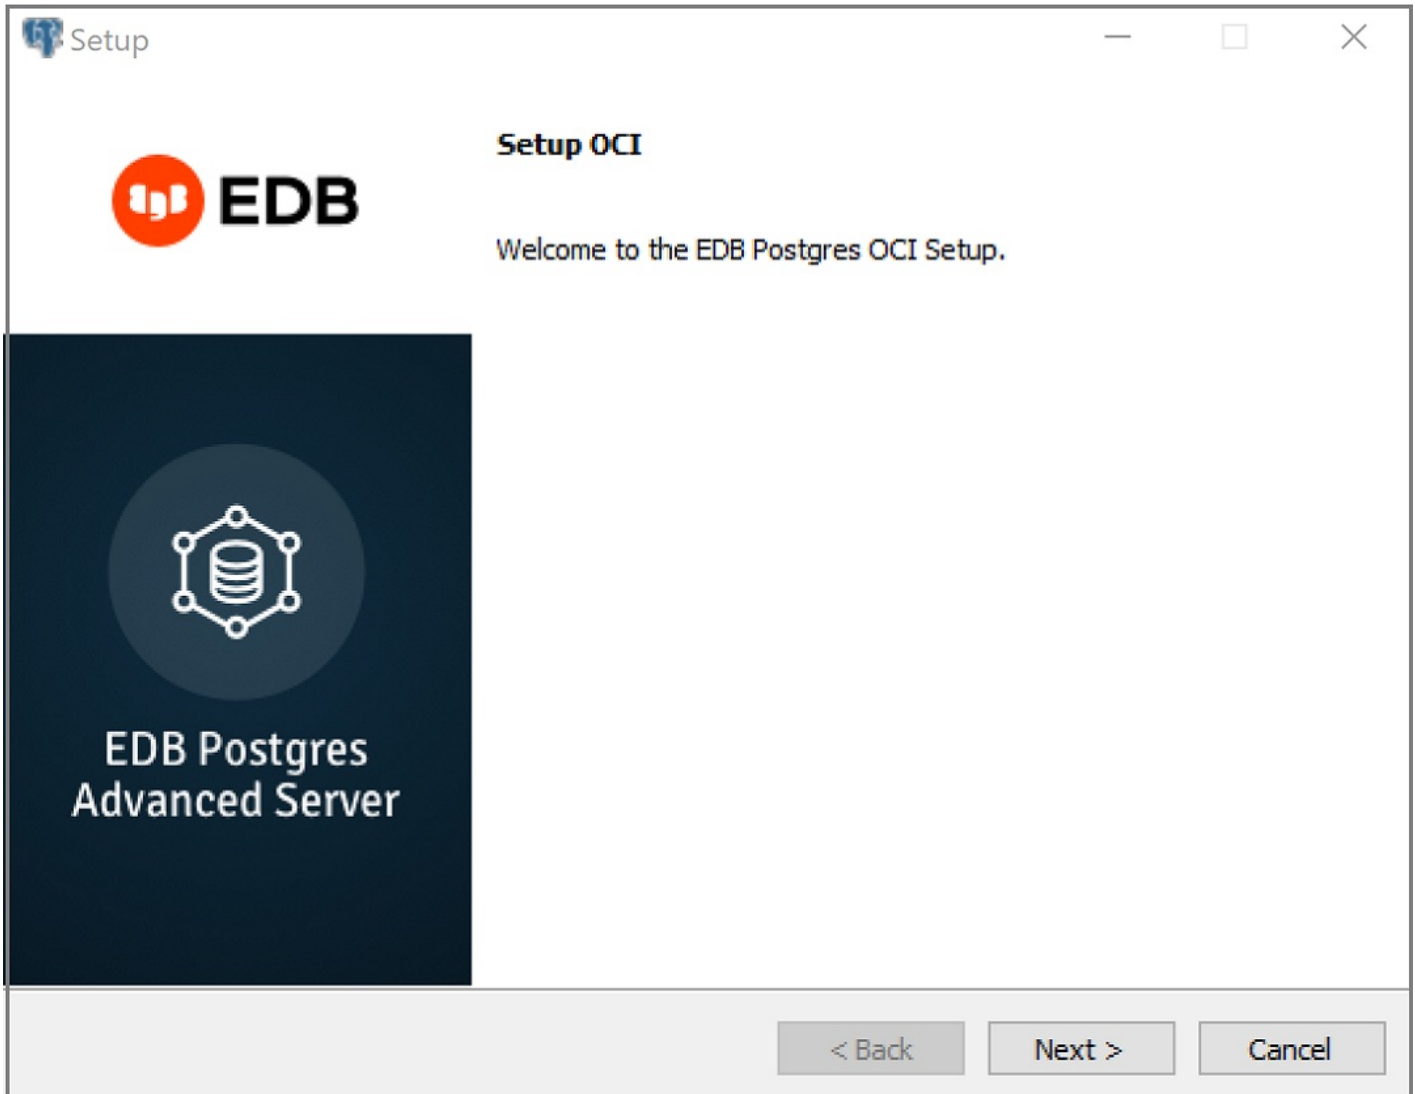 Setup
EDB
Setup OCI
Welcome to the EDB Postgres OCI Setup.
EDB Postgres
Advanced Server
< Back
Next >
Cancel